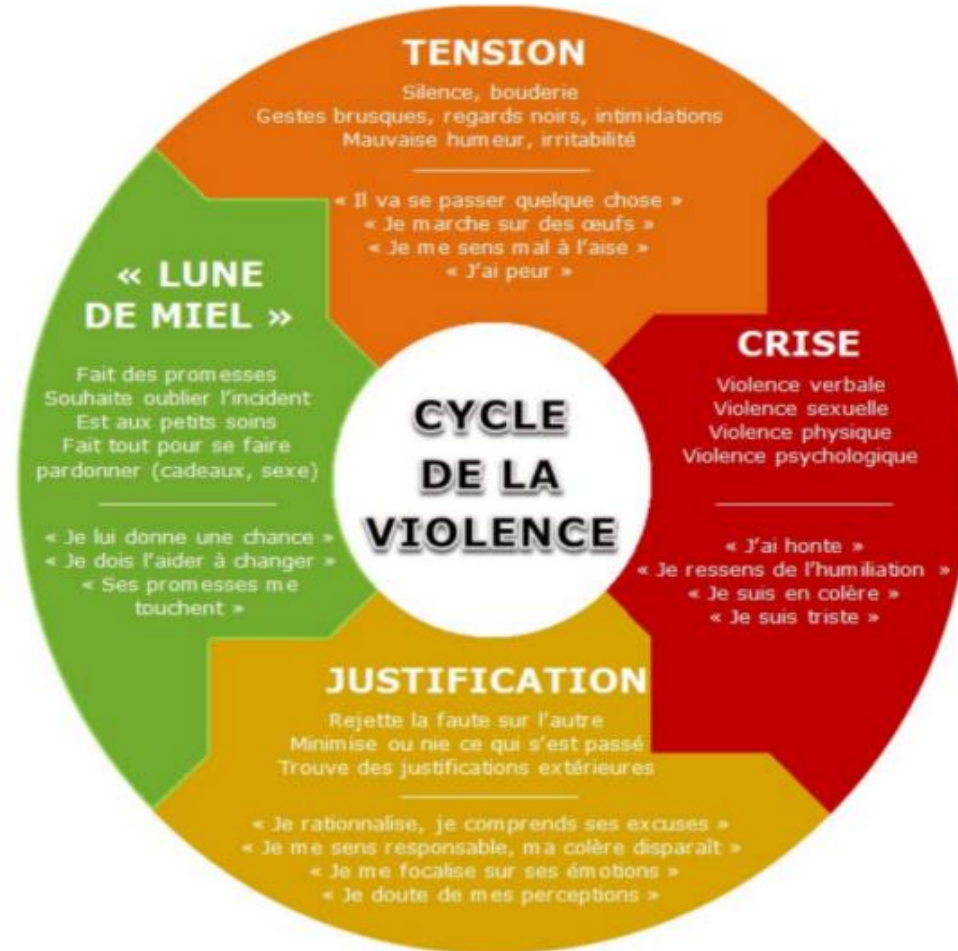 TENSION
Silence, bouderie
Gestes brusques, regards noirs, intimidations
Mauvaise humeur, irritabilité
« Il va se passer quelque chose »
« Je marche sur des œufs »
« Je me sens mal à l’aise »
« J’ai peur »
CRISE
Violence verbale
Violence sexuelle
Violence physique
Violence psychologique
« J’ai honte »
« Je ressens de l’humiliation »
« Je suis en colère »
« Je suis triste »
JUSTIFICATION
Rejette la faute sur l’autre
Minimise ou nie ce qui s’est passé
Trouve des justifications extérieures
« Je rationnalise, je comprends ses excuses »
« Je me sens responsable, ma colère disparaît »
« Je me focalise sur ses émotions »
« Je doute de mes perceptions »
« LUNE
DE MIEL »
Fait des promesses
Souhaite oublier l’incident
Est aux petits soins
Fait tout pour se faire
pardonner (cadeaux, sexe)
« Je lui donne une chance »
« Je dois l’aider à changer »
« Ses promesses me
touchent »
CYCLE
DE LA
VIOLENCE